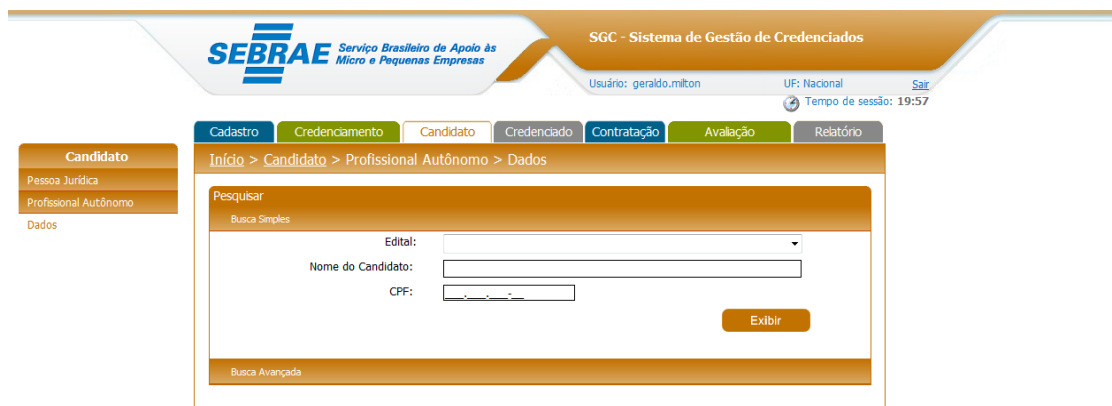 SEBRAE Serviço Brasileiro de Apoio às
Micro e Pequenas Empresas
SGC - Sistema de Gestão de Credenciados
Usuário: geraldo.milton UF: Nacional Sair
Tempo de sessão: 19:57
Cadastro Credenciamento Candidato Credenciado Contratação Avaliação Relatório
Candidato
Pessoa Jurídica
Profissional Autônomo
Dados
Início > Candidato > Profissional Autônomo > Dados
Pesquisar
Busca Simples
Edital:
Nome do Candidato:
CPF: ___.___.___-__
Exibir
Busca Avançada